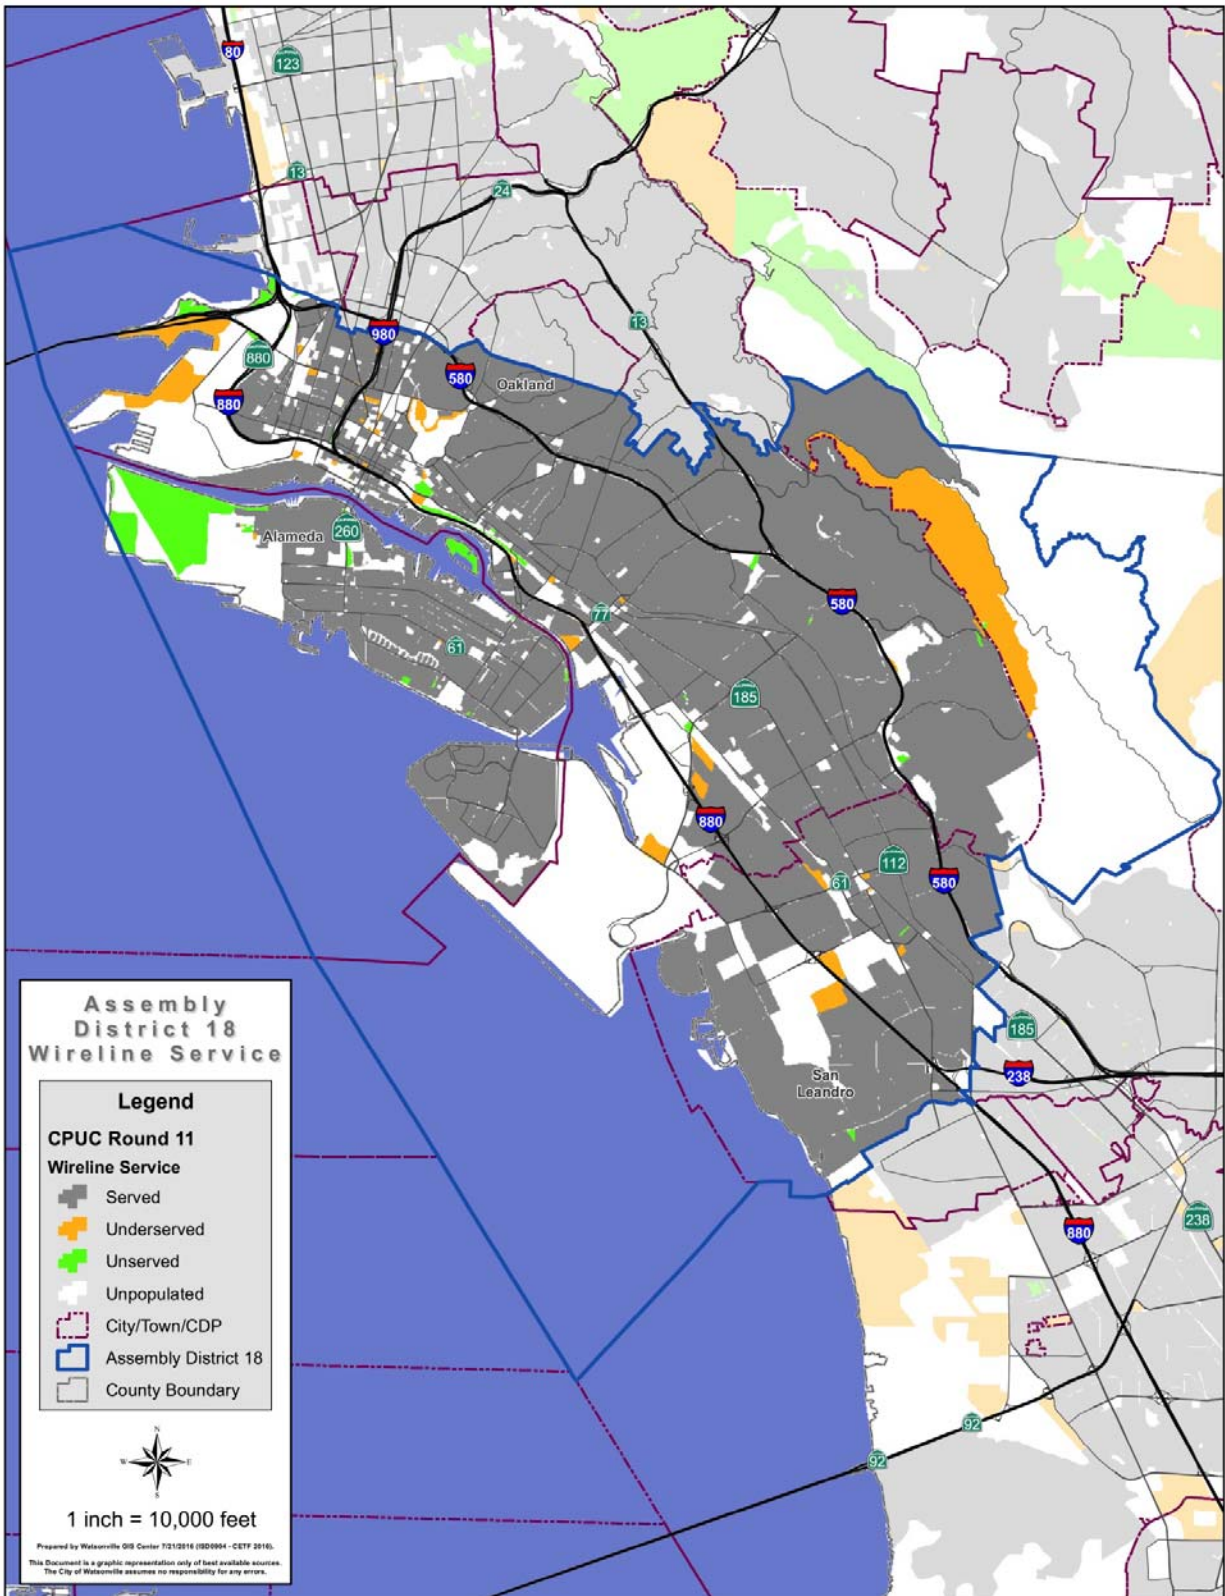 80
123
13
24
13
980
880
580
880
Oakland
Alameda
260
580
77
61
185
880
112
61
580
185
238
San
Leandro
880
238
92
92
Assembly
District 18
Wireline Service
Legend
CPUC Round 11
Wireline Service
Served
Underserved
Unserved
Unpopulated
City/Town/CDP
Assembly District 18
County Boundary
N
W E
S
1 inch = 10,000 feet
Prepared by Watsonville GIS Center 7/21/2016 (ISD0904 - CETF 2016).
This Document is a graphic representation only of best available sources.
The City of Watsonville assumes no responsibility for any errors.